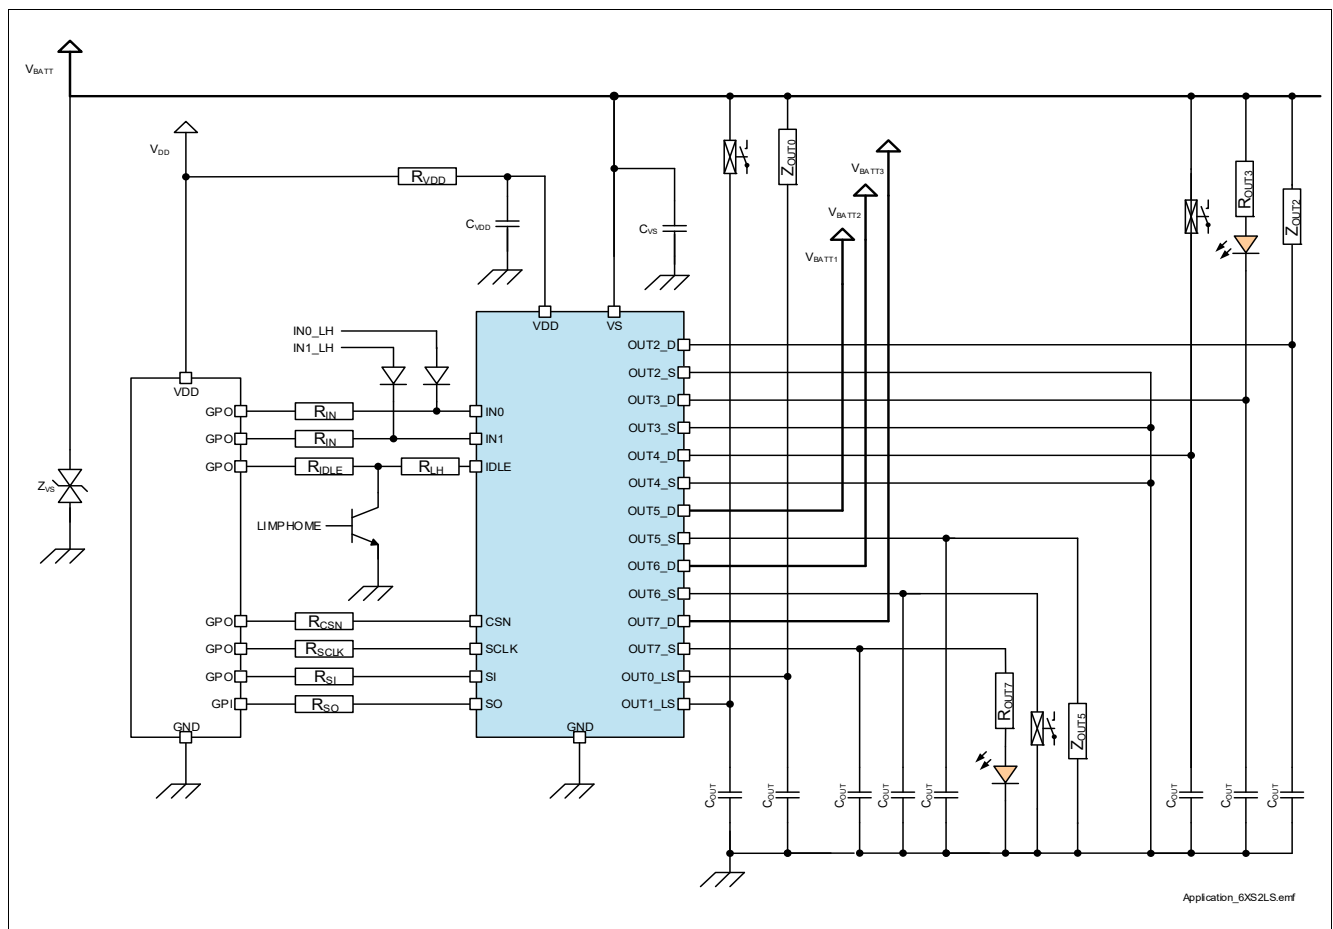 VBATT
VDD
RVDD
CVDD
CVS
ZOUT0
VBATT3
VBATT2
VBATT1
ROUT3
ZOUT2
IN0_LH
IN1_LH
VDD
VS
VDD
GPO
RIN
IN0
GPO
RIN
IN1
GPO
RIDLE
RLH
IDLE
ZVS
LIMPHOME
GPO
RCSN
CSN
GPO
RSCLK
SCLK
GPO
RSI
SI
GPI
RSO
SO
GND
GND
OUT2_D
OUT2_S
OUT3_D
OUT3_S
OUT4_D
OUT4_S
OUT5_D
OUT5_S
OUT6_D
OUT6_S
OUT7_D
OUT7_S
OUT0_LS
OUT1_LS
ROUT7
ZOUT5
COUT
COUT
COUT
COUT
COUT
COUT
COUT
COUT
Application_6XS2LS.emf